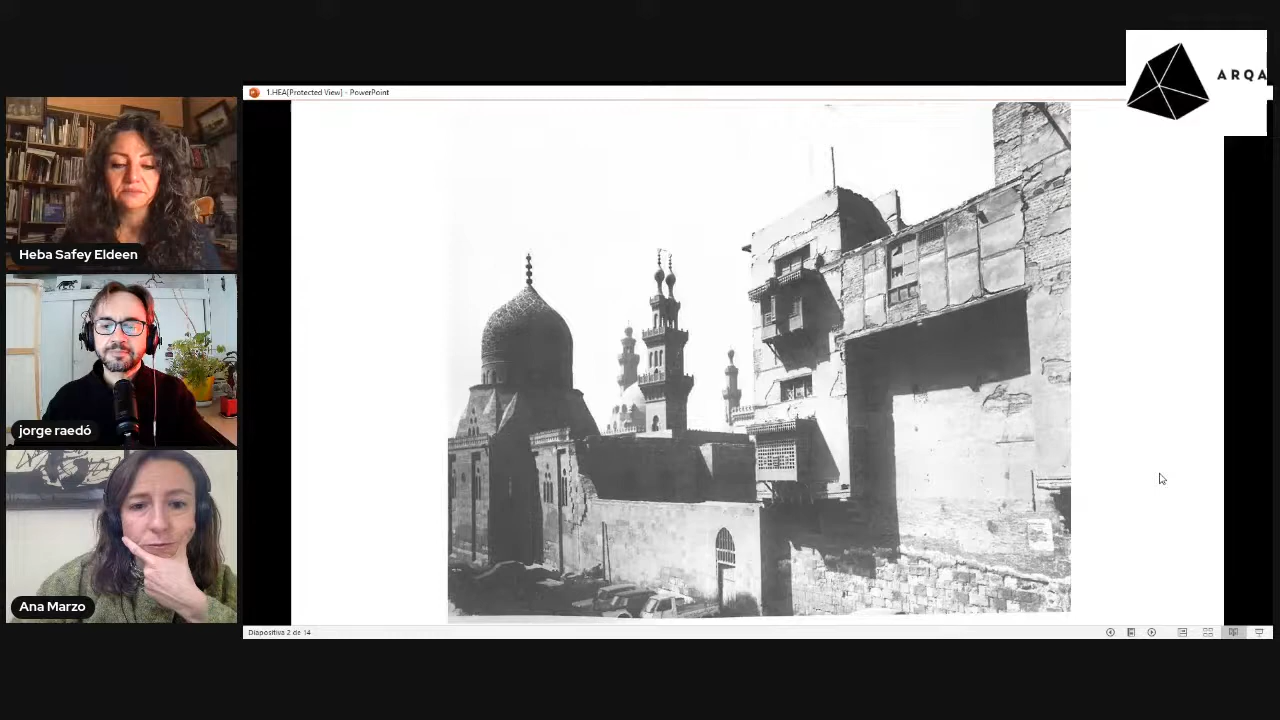 ARQA
1.HEA[Protected View] - PowerPoint
Heba Safey Eldeen
jorge raedó
Ana Marzo
Diapositiva 2 de 14